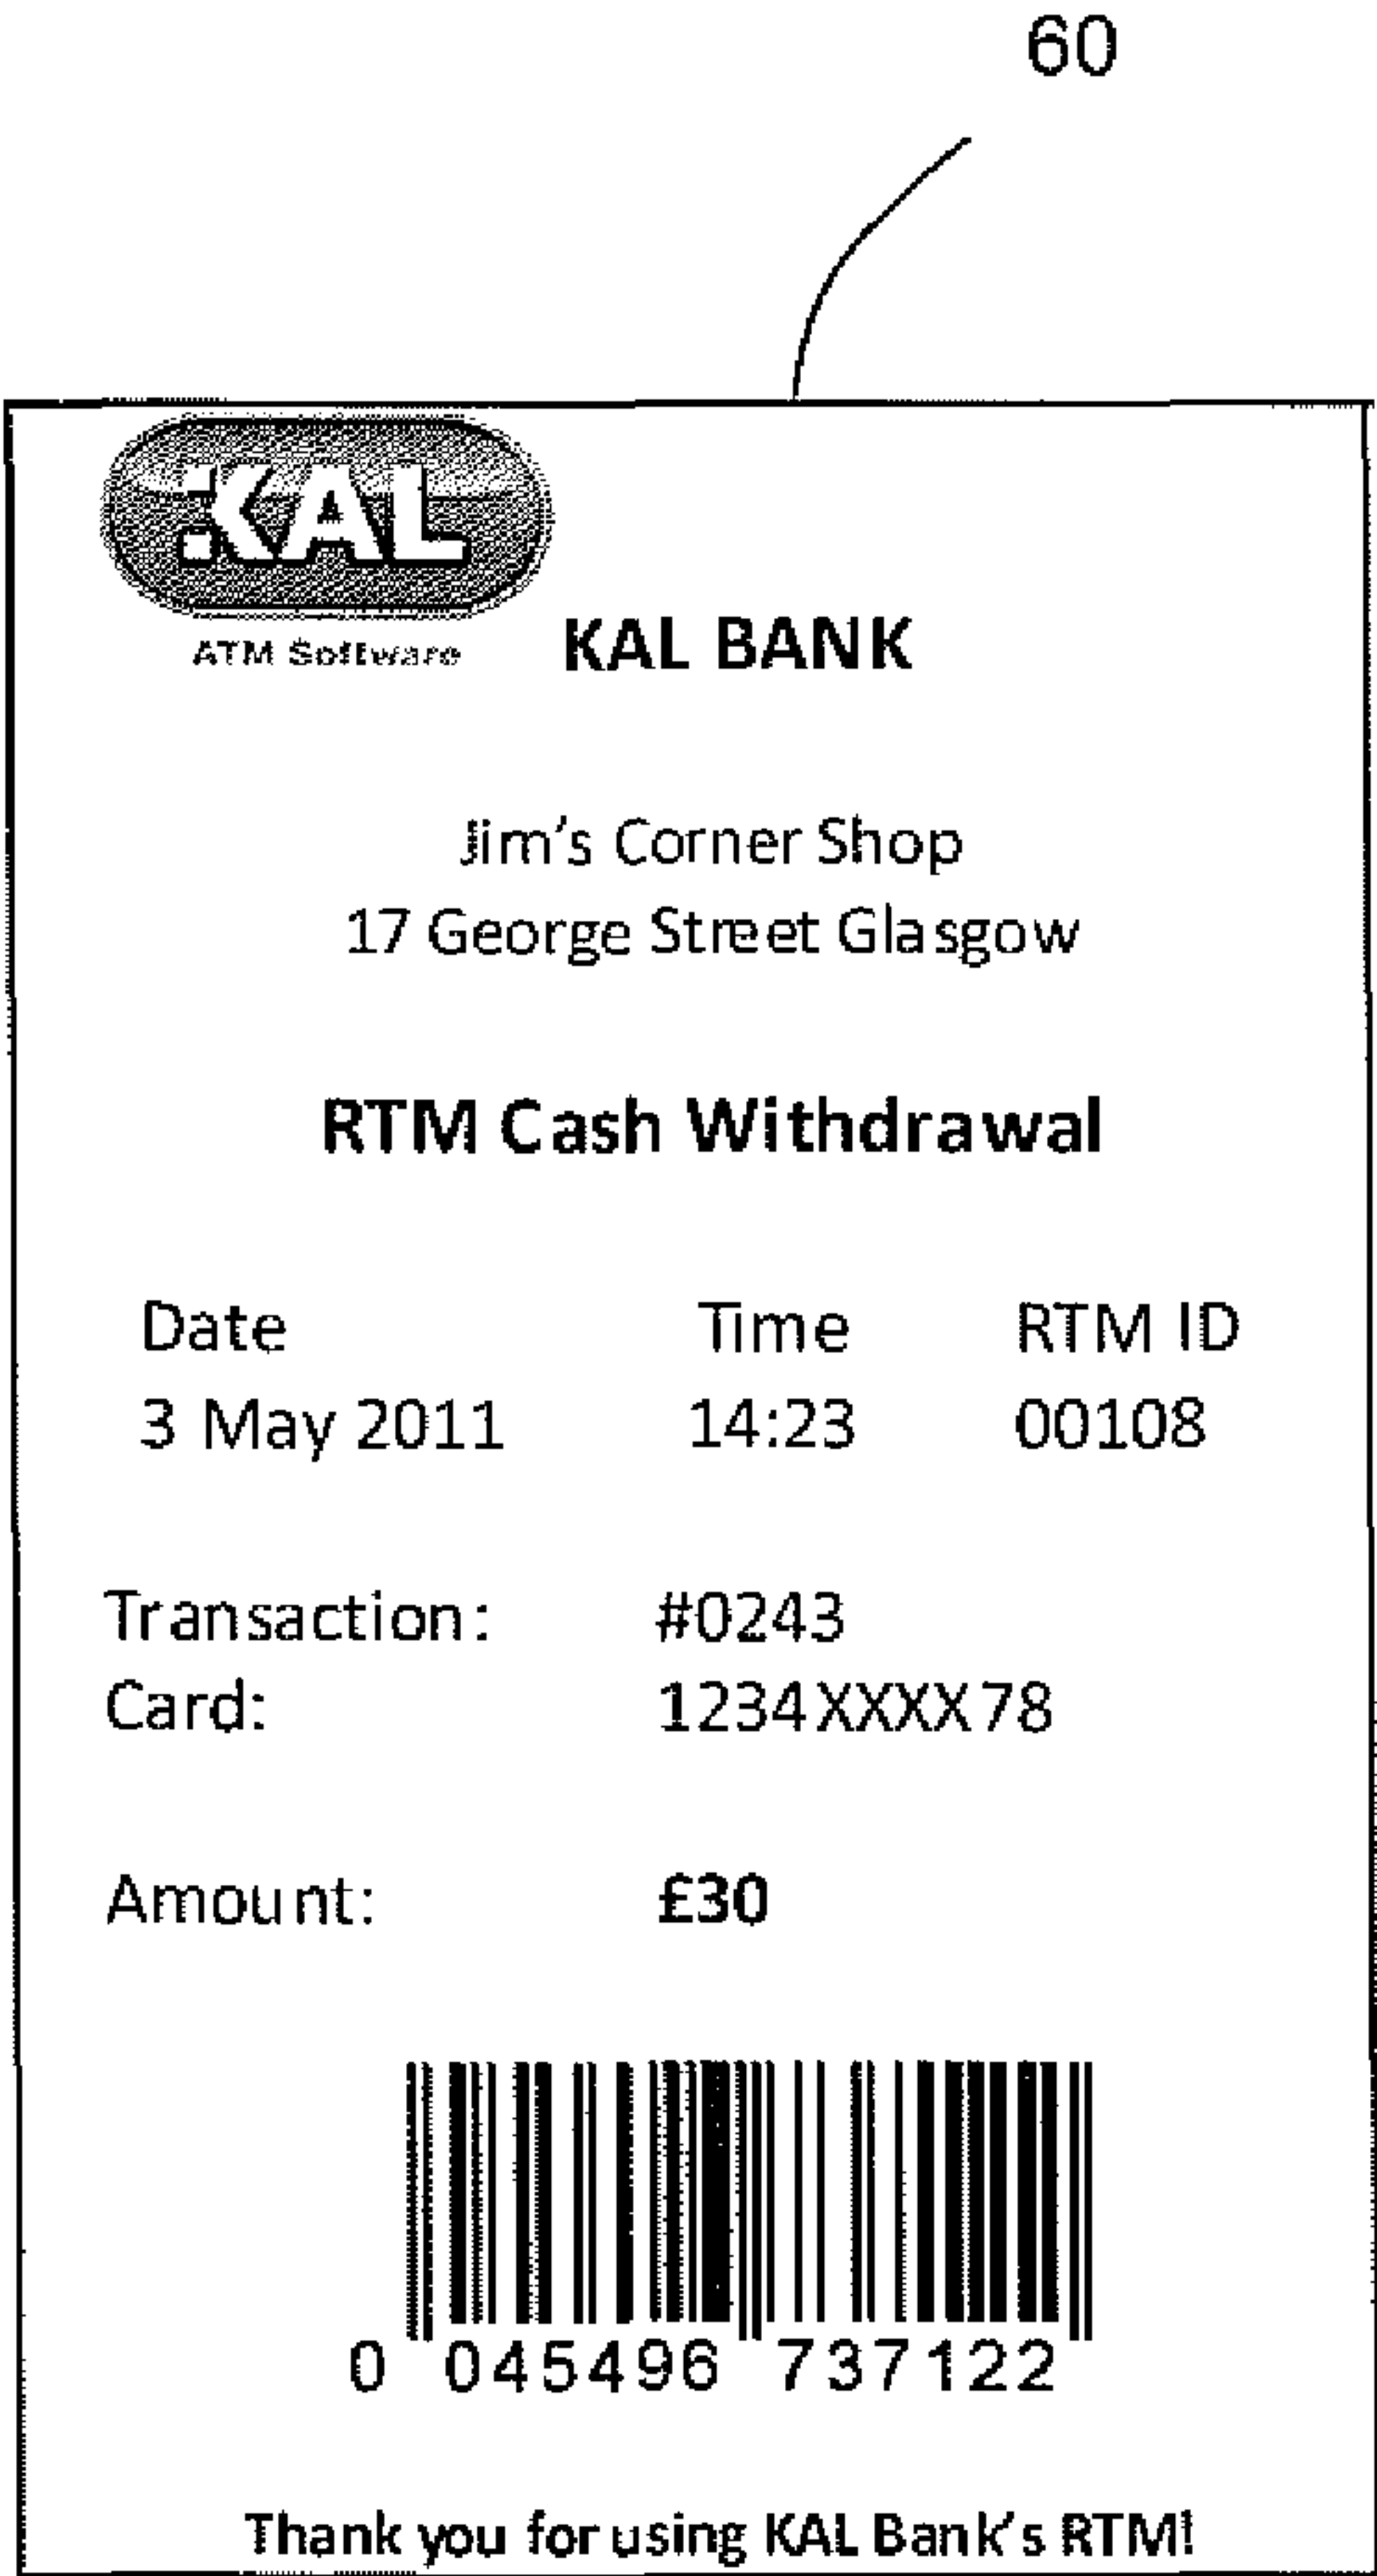 60
KAL
ATM Software
KAL BANK
Jim's Corner Shop
17 George Street Glasgow
RTM Cash Withdrawal
Date Time RTM ID
3 May 2011 14:23 00108
Transaction: #0243
Card: 1234XXXX78
Amount: £30
0 045496 737122
Thank you for using KAL Bank's RTM!